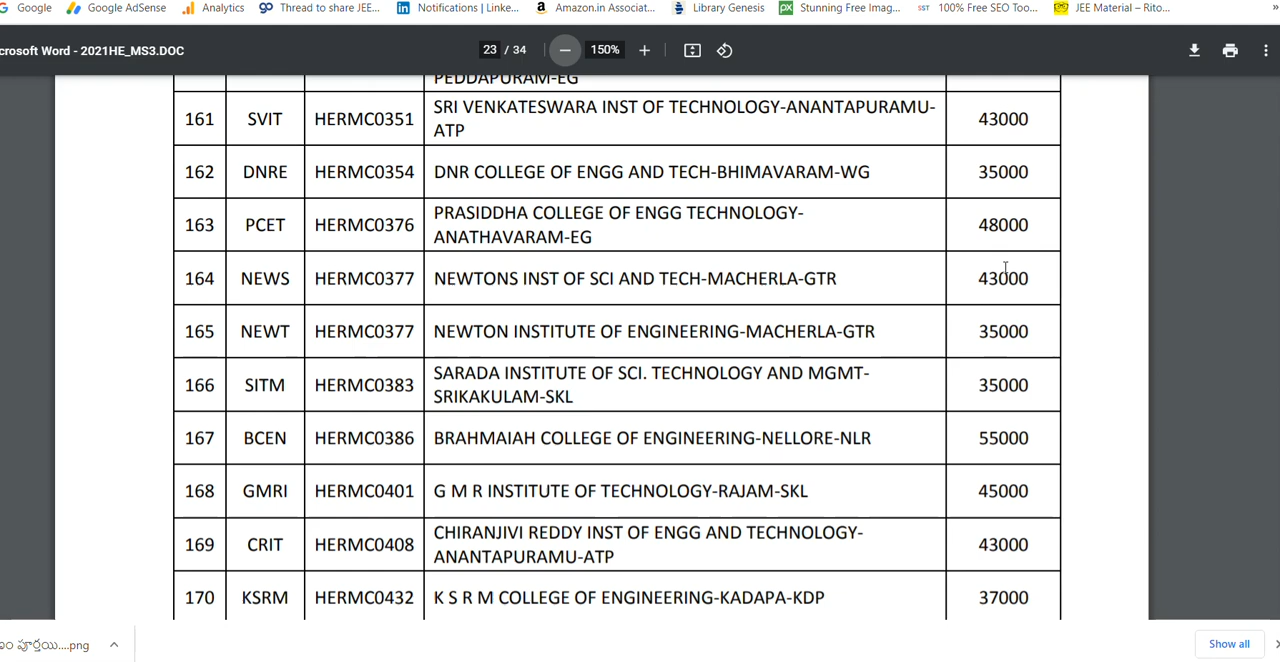 Google
Google AdSense
Analytics
Thread to share JEE...
Notifications | Linke...
Amazon.in Associat...
Library Genesis
Stunning Free Imag...
100% Free SEO Too...
JEE Material – Rito...
»
crosoft Word - 2021HE_MS3.DOC
23 / 34
150%
PEDDAPURAM-EG
161 SVIT HERMC0351 SRI VENKATESWARA INST OF TECHNOLOGY-ANANTAPURAMU- 43000
ATP
162 DNRE HERMC0354 DNR COLLEGE OF ENGG AND TECH-BHIMAVARAM-WG 35000
163 PCET HERMC0376 PRASIDDHA COLLEGE OF ENGG TECHNOLOGY- 48000
ANATHAVARAM-EG
164 NEWS HERMC0377 NEWTONS INST OF SCI AND TECH-MACHERLA-GTR 43000
165 NEWT HERMC0377 NEWTON INSTITUTE OF ENGINEERING-MACHERLA-GTR 35000
166 SITM HERMC0383 SARADA INSTITUTE OF SCI. TECHNOLOGY AND MGMT- 35000
SRIKAKULAM-SKL
167 BCEN HERMC0386 BRAHMAIAH COLLEGE OF ENGINEERING-NELLORE-NLR 55000
168 GMRI HERMC0401 G M R INSTITUTE OF TECHNOLOGY-RAJAM-SKL 45000
169 CRIT HERMC0408 CHIRANJIVI REDDY INST OF ENGG AND TECHNOLOGY- 43000
ANANTAPURAMU-ATP
170 KSRM HERMC0432 K S R M COLLEGE OF ENGINEERING-KADAPA-KDP 37000
ం పూర్తయి....png
Show all